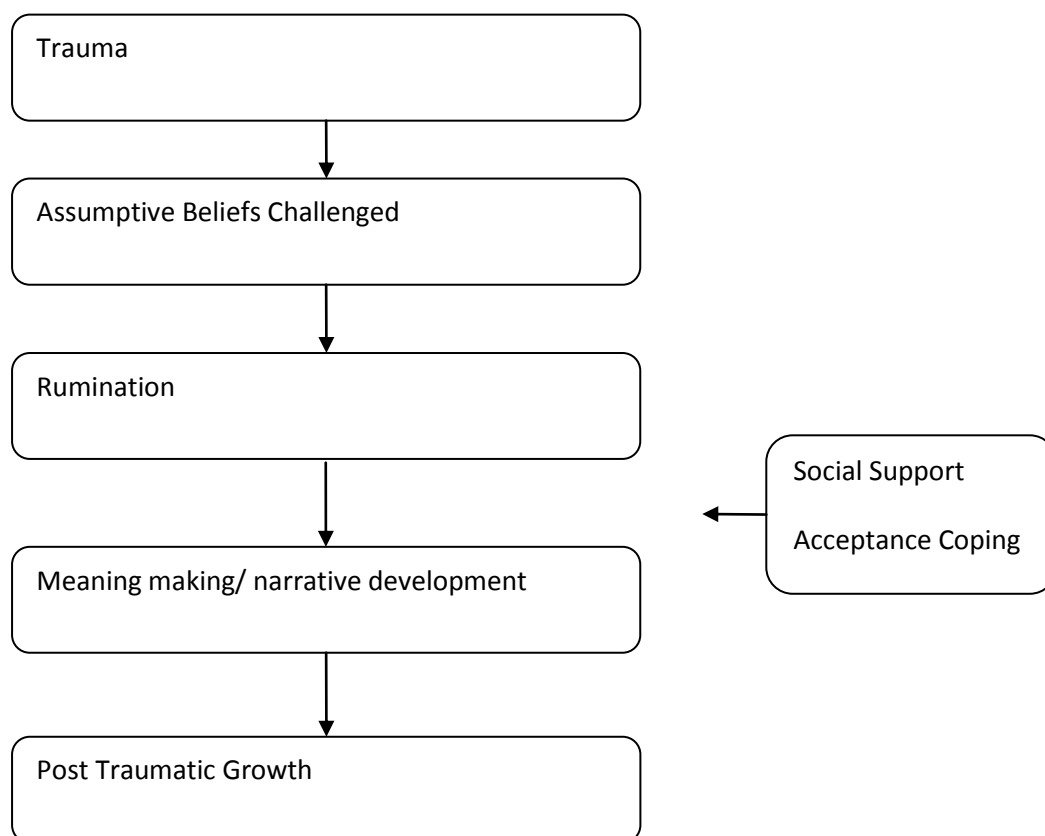 Trauma
Assumptive Beliefs Challenged
Rumination
Social Support
Acceptance Coping
Meaning making/ narrative development
Post Traumatic Growth